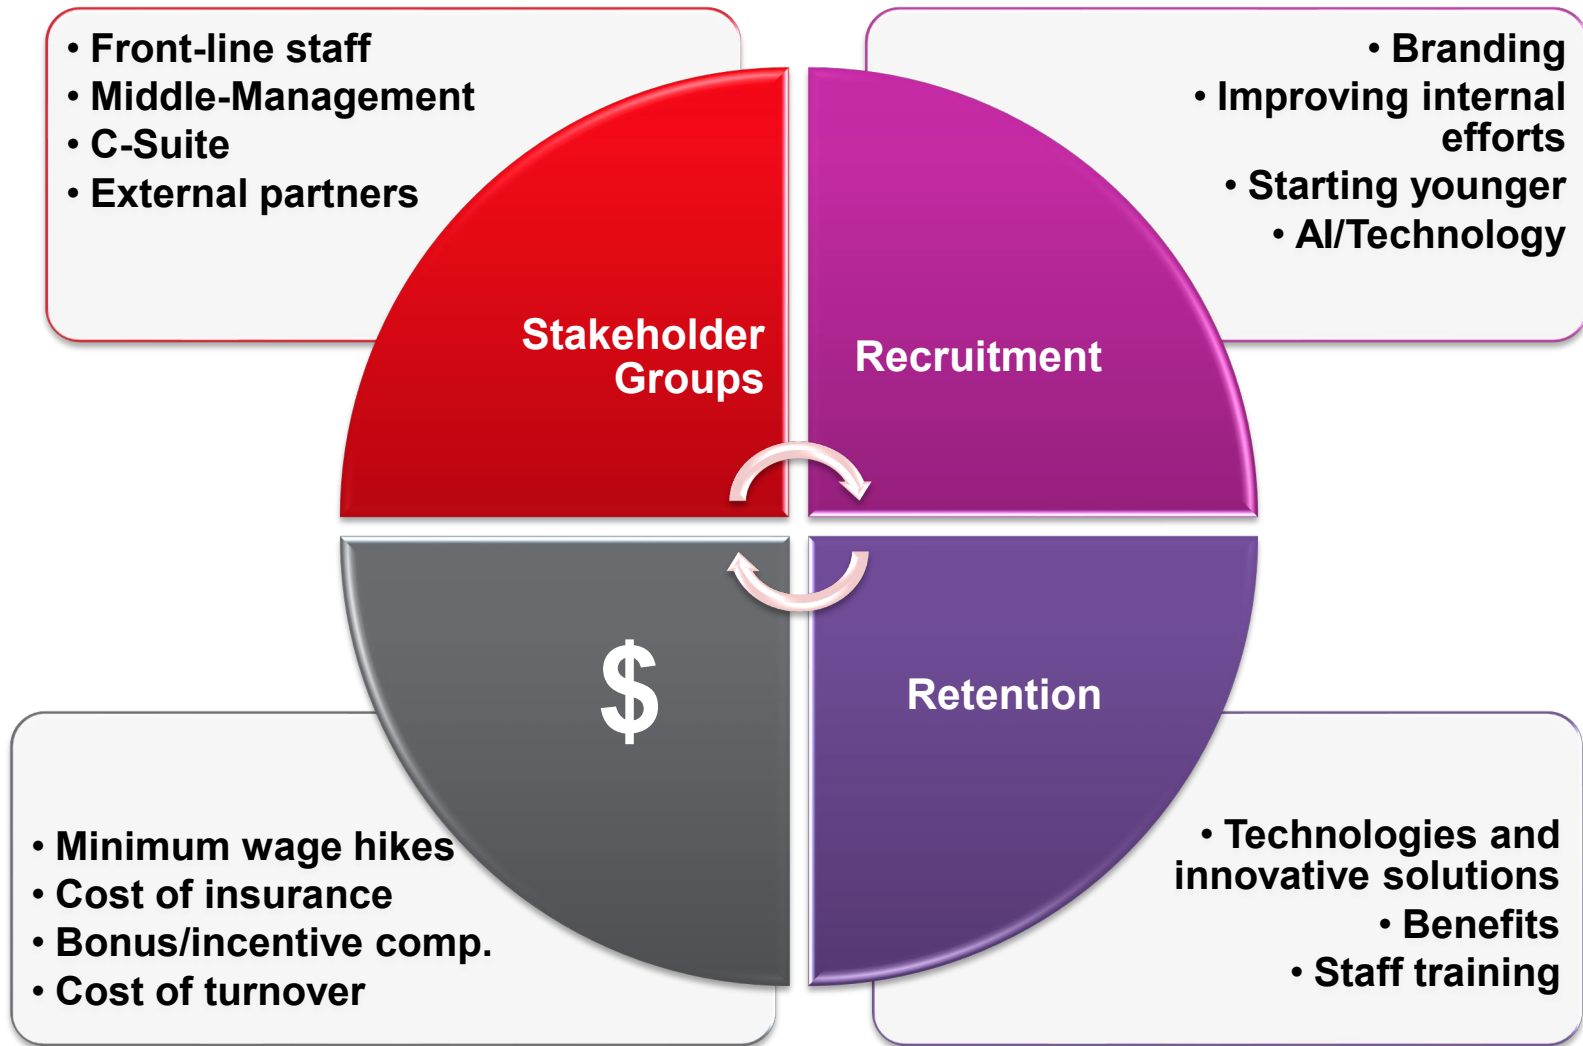 • Front-line staff
• Middle-Management
• C-Suite
• External partners
Stakeholder
Groups
• Branding
• Improving internal
efforts
• Starting younger
• AI/Technology
Recruitment
$
• Minimum wage hikes
• Cost of insurance
• Bonus/incentive comp.
• Cost of turnover
Retention
• Technologies and
innovative solutions
• Benefits
• Staff training